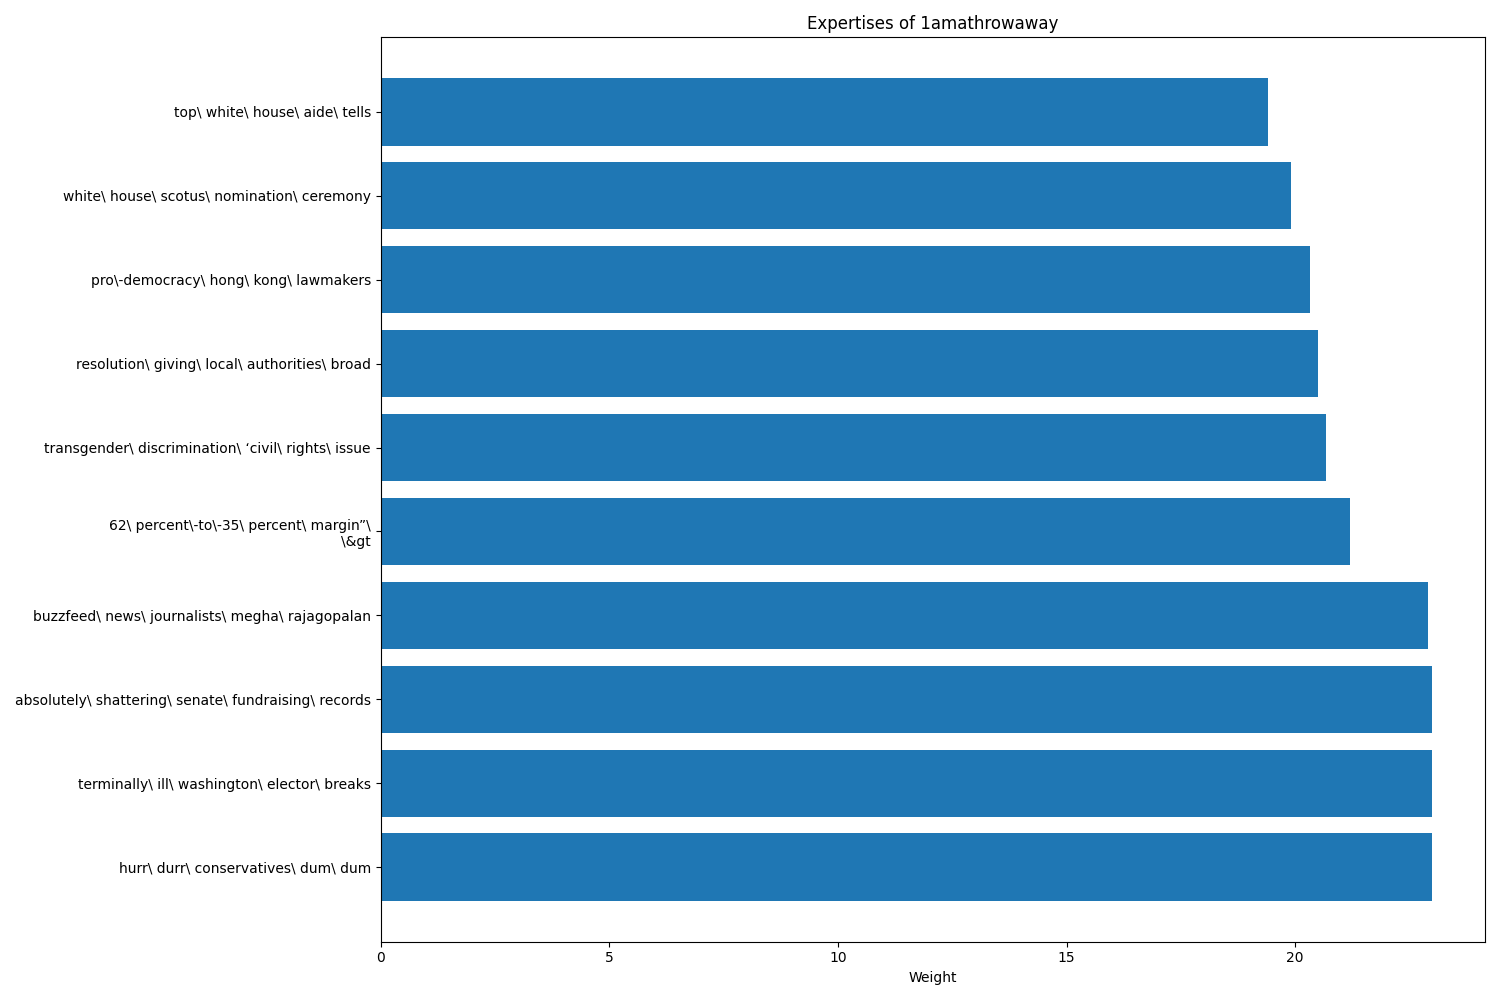 Expertises of 1amathrowaway
top\ white\ house\ aide\ tells
white\ house\ scotus\ nomination\ ceremony
pro\-democracy\ hong\ kong\ lawmakers
resolution\ giving\ local\ authorities\ broad
transgender\ discrimination\ ‘civil\ rights\ issue
62\ percent\-to\-35\ percent\ margin”\
\&gt
buzzfeed\ news\ journalists\ megha\ rajagopalan
absolutely\ shattering\ senate\ fundraising\ records
terminally\ ill\ washington\ elector\ breaks
hurr\ durr\ conservatives\ dum\ dum
0 5 10 15 20
Weight